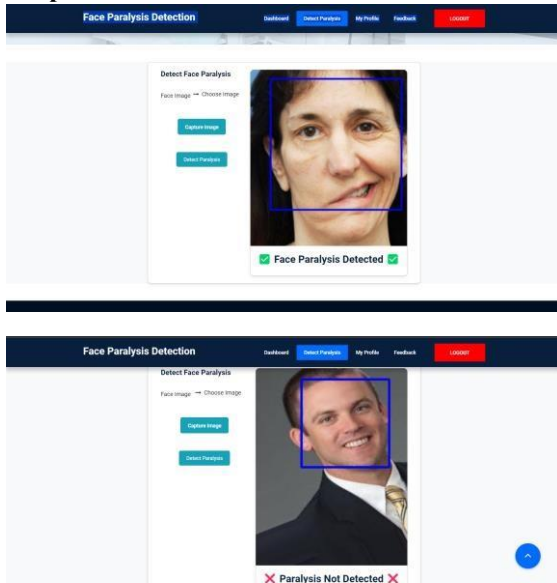 Face Paralysis Detection Dashboard Detect Paralysis My Profile Feedback LOGOUT
Detect Face Paralysis
Face Image → Choose Image
Capture Image
Detect Paralysis
✅ Face Paralysis Detected ✅
Face Paralysis Detection Dashboard Detect Paralysis My Profile Feedback LOGOUT
Detect Face Paralysis
Face Image → Choose Image
Capture Image
Detect Paralysis
❌ Paralysis Not Detected ❌